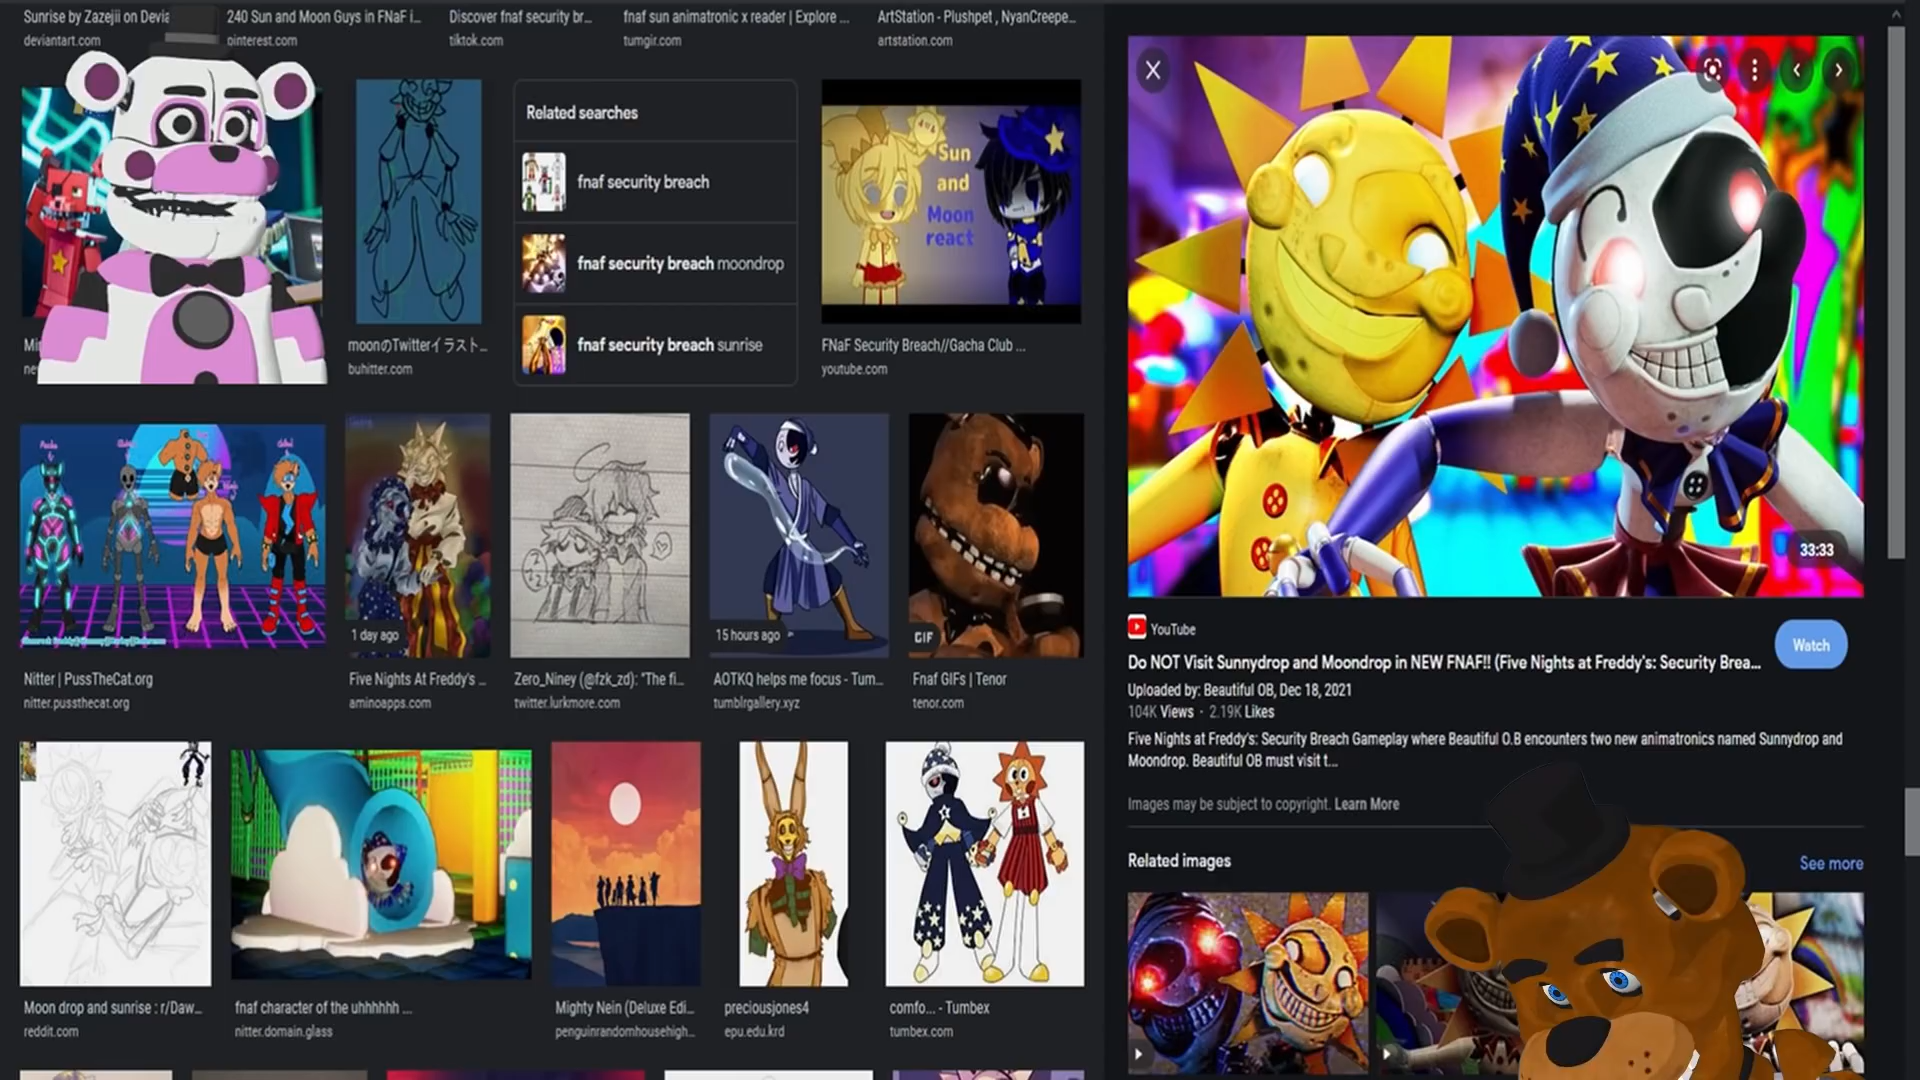 Sunrise by Zazeji on Devia
deviantart.com
240 Sun and Moon Guys in FNaF i...
pinterest.com
Discover fnaf security br...
tiktok.com
fnaf sun animatronic x reader | Explore ...
tumgir.com
ArtStation - Plushpet , NyanCreepe...
artstation.com
Related searches
fnaf security breach
fnaf security breach moondrop
fnaf security breach sunrise
Sun
and
Moon
react
moonのTwitterイラスト...
buhitter.com
FNaF Security Breach//Gacha Club ...
youtube.com
Nitter | PussTheCat.org
nitter.pussthecat.org
1 day ago
Five Nights At Freddy's ...
aminoapps.com
Zero_Niney (@fzk_zd): "The fi...
twitter.lurkmore.com
15 hours ago
AOTKQ helps me focus - Tum...
tumblrgallery.xyz
GIF
Fnaf GIFs | Tenor
tenor.com
Moon drop and sunrise : r/Daw...
reddit.com
fnaf character of the uhhhhhh ...
nitter.domain.glass
Mighty Nein (Deluxe Edi...
penguinrandomhousehigh...
preciousjones4
epu.edu.krd
comfo... - Tumbex
tumbex.com
33:33
YouTube
Watch
Do NOT Visit Sunnydrop and Moondrop in NEW FNAF!! (Five Nights at Freddy's: Security Brea...
Uploaded by: Beautiful OB, Dec 18, 2021
104K Views · 2.19K Likes
Five Nights at Freddy's: Security Breach Gameplay where Beautiful O.B encounters two new animatronics named Sunnydrop and
Moondrop. Beautiful OB must visit t...
Images may be subject to copyright. Learn More
Related images
See more